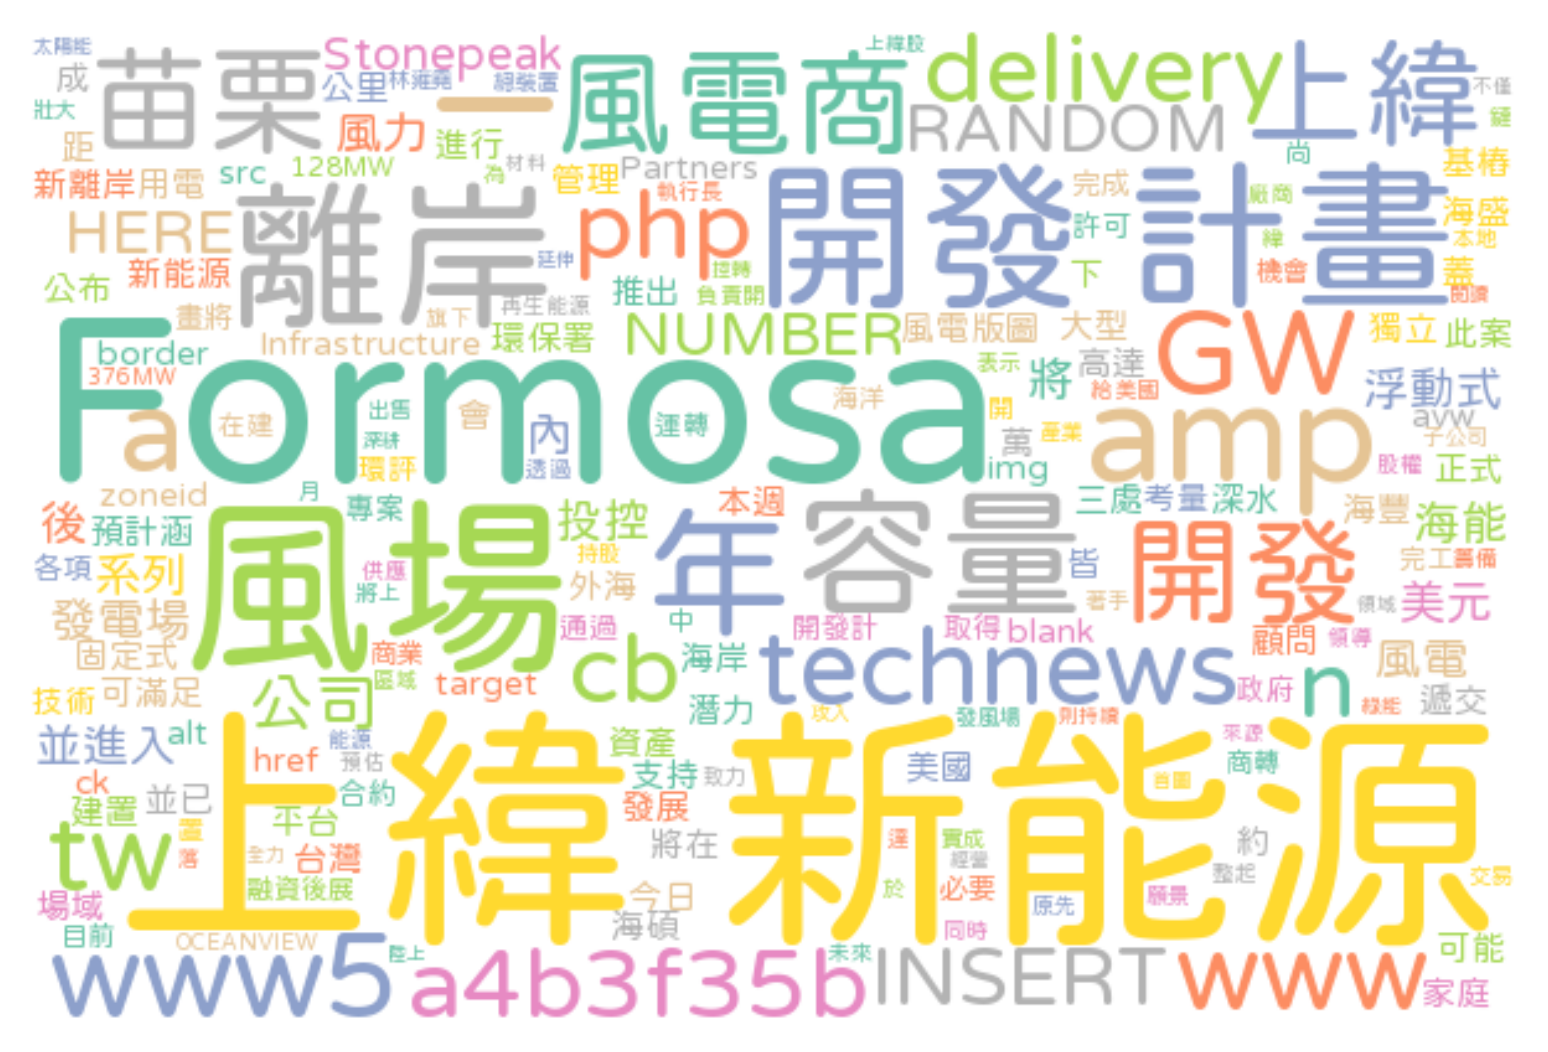 太陽能
成
苗栗
Stonepeak
公里
林雍堯
一
風電商
上緯股
delivery
上緯
不僅
壯大
距
風力
進行
材料
RANDOM
尚
鏈
基樁
新離岸
用電
src
128MW
為
管理
Partners
執行長
完成
廠商
海盛
HERE
離岸
php
開發計畫
許可
緯
本地
新能源
延伸
控轉
下
機會
蓋
閱讀
公布
推出
負責開
畫將
旗下
再生能源
Infrastructure
環保署
NUMBER
風電版圖
大型
GW
獨立
此案
border
376MW
Formosa
表示
將
高達
給美國
浮動式
a
在建
出售
會
內
運轉
海洋
開
萬
產業
amp
子公司
環評
透過
img
股權
正式
zoneid
月
專案
投控
本週
容量
三處
考量
深水
海豐
海能
後
預計涵
各項
系列
風場
供應
將上
持股
外海
年
皆
著手
開發
完工
籌備
領域
美元
發電場
固定式
商業
區域
通過
中
開發計
取得
blank
顧問
領導
風電
技術
可滿足
公司
target
cb
海岸
潛力
technews
政府
n
綠能
遞交
並進入
alt
href
能源
預估
資產
上緯新能源
攻入
發風場
則持續
來源
ck
建置
並已
平台
合約
支持
致力
發展
美國
首圖
商轉
tw
置
落
全力
台灣
融資後展
將在
達
實成
經營
約
整起
交易
場域
今日
於
必要
原先
願景
目前
OCEANVIEW
海碩
同時
可能
www5
陸上
a4b3f35b
未來
INSERT
www
家庭